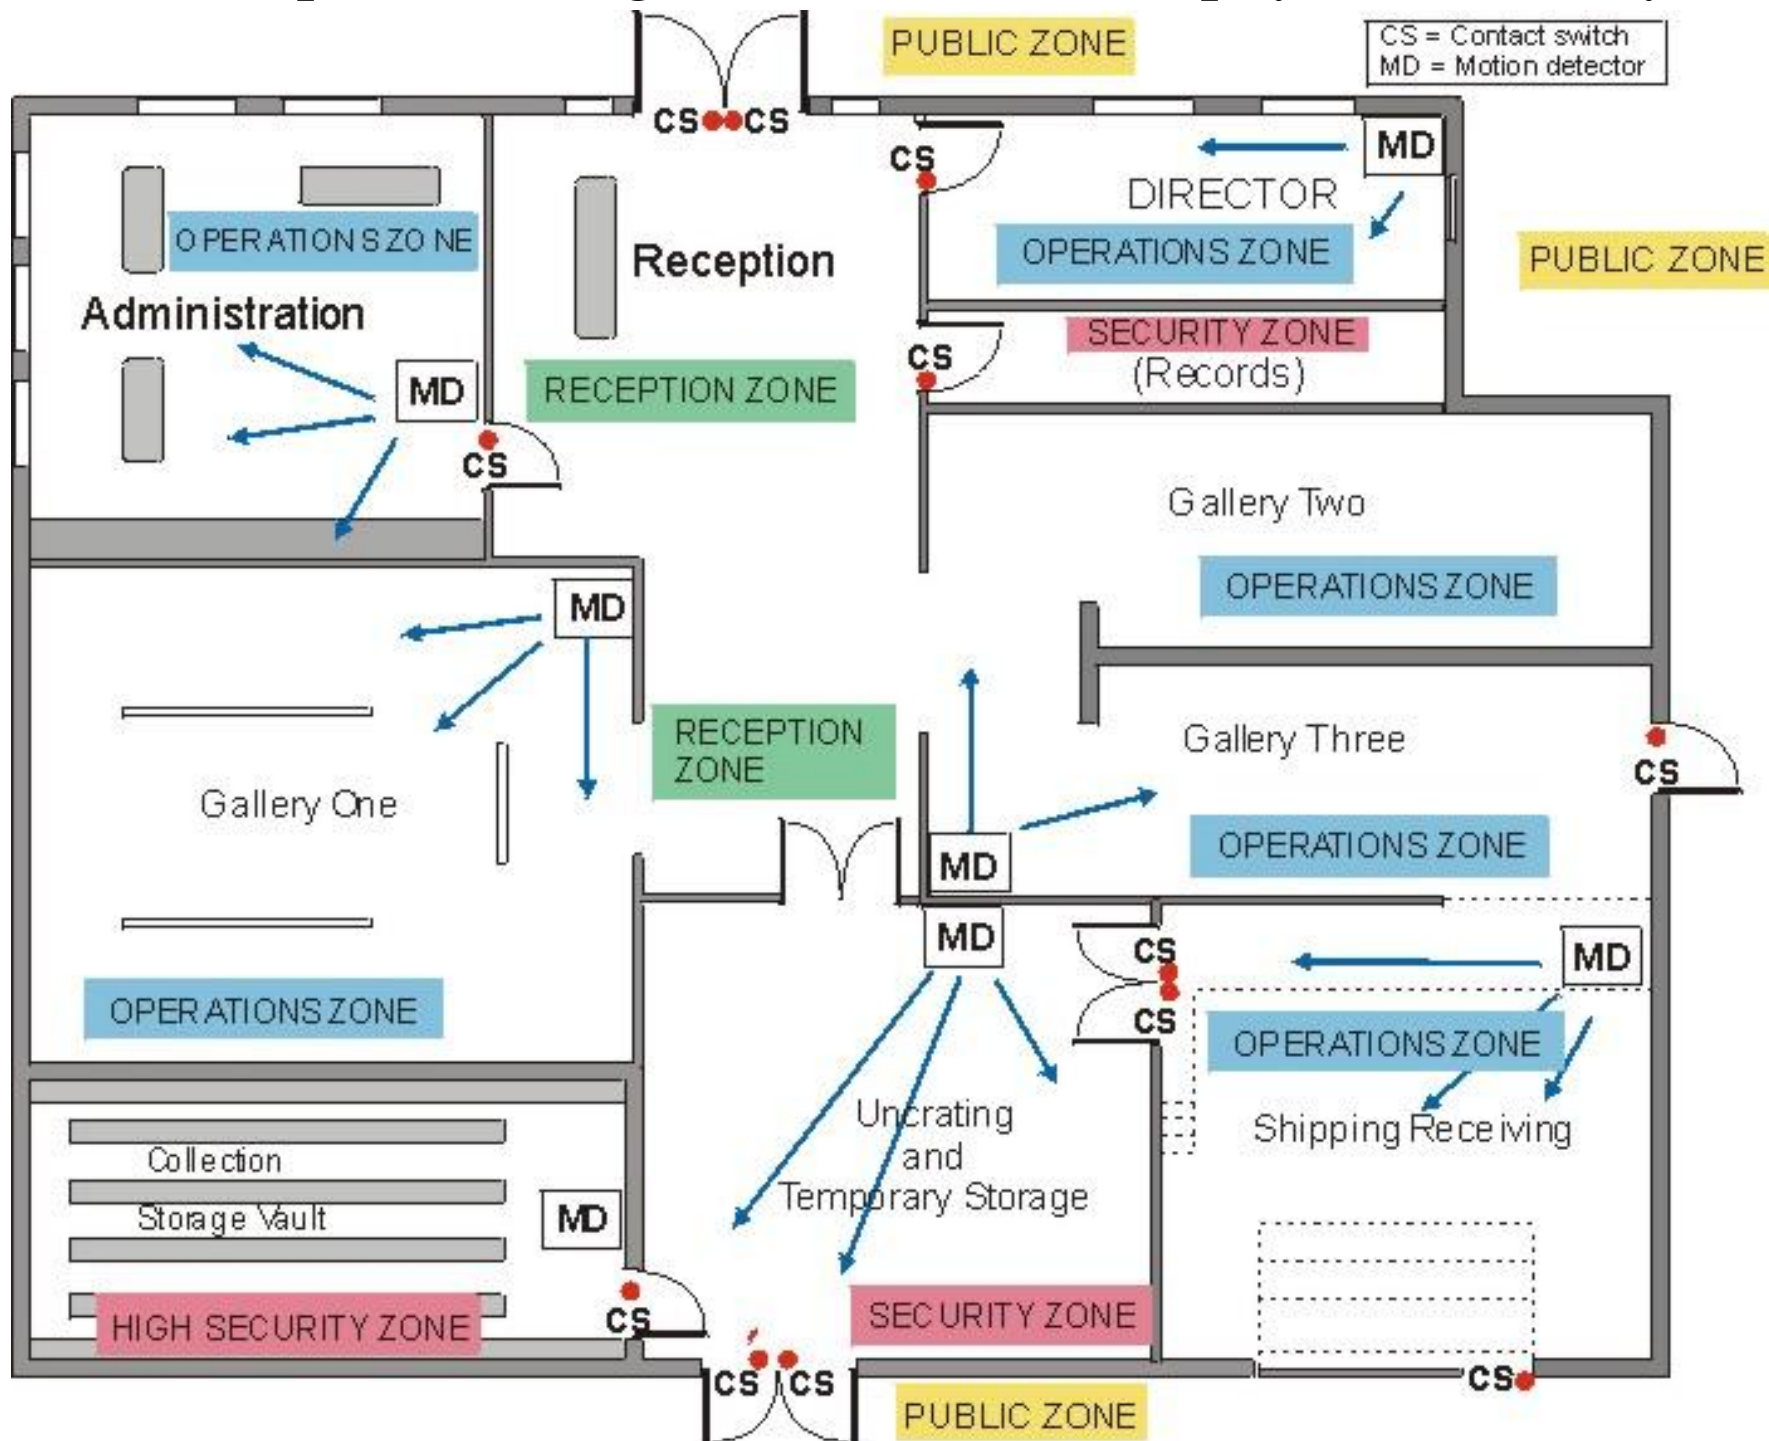 PUBLIC ZONE
CS = Contact switch
MD = Motion detector
CS CS
CS
MD
DIRECTOR
OPERATIONS ZONE
OPERATIONS ZONE
Reception
PUBLIC ZONE
Administration
SECURITY ZONE
(Records)
CS
MD
RECEPTION ZONE
CS
Gallery Two
OPERATIONS ZONE
MD
RECEPTION
ZONE
Gallery Three
CS
Gallery One
OPERATIONS ZONE
MD
MD
CS
MD
OPERATIONS ZONE
CS
OPERATIONS ZONE
Uncrating
and
Temporary Storage
Shipping Receiving
Collection
Storage Vault
MD
HIGH SECURITY ZONE
CS
SECURITY ZONE
CS CS
CS
PUBLIC ZONE